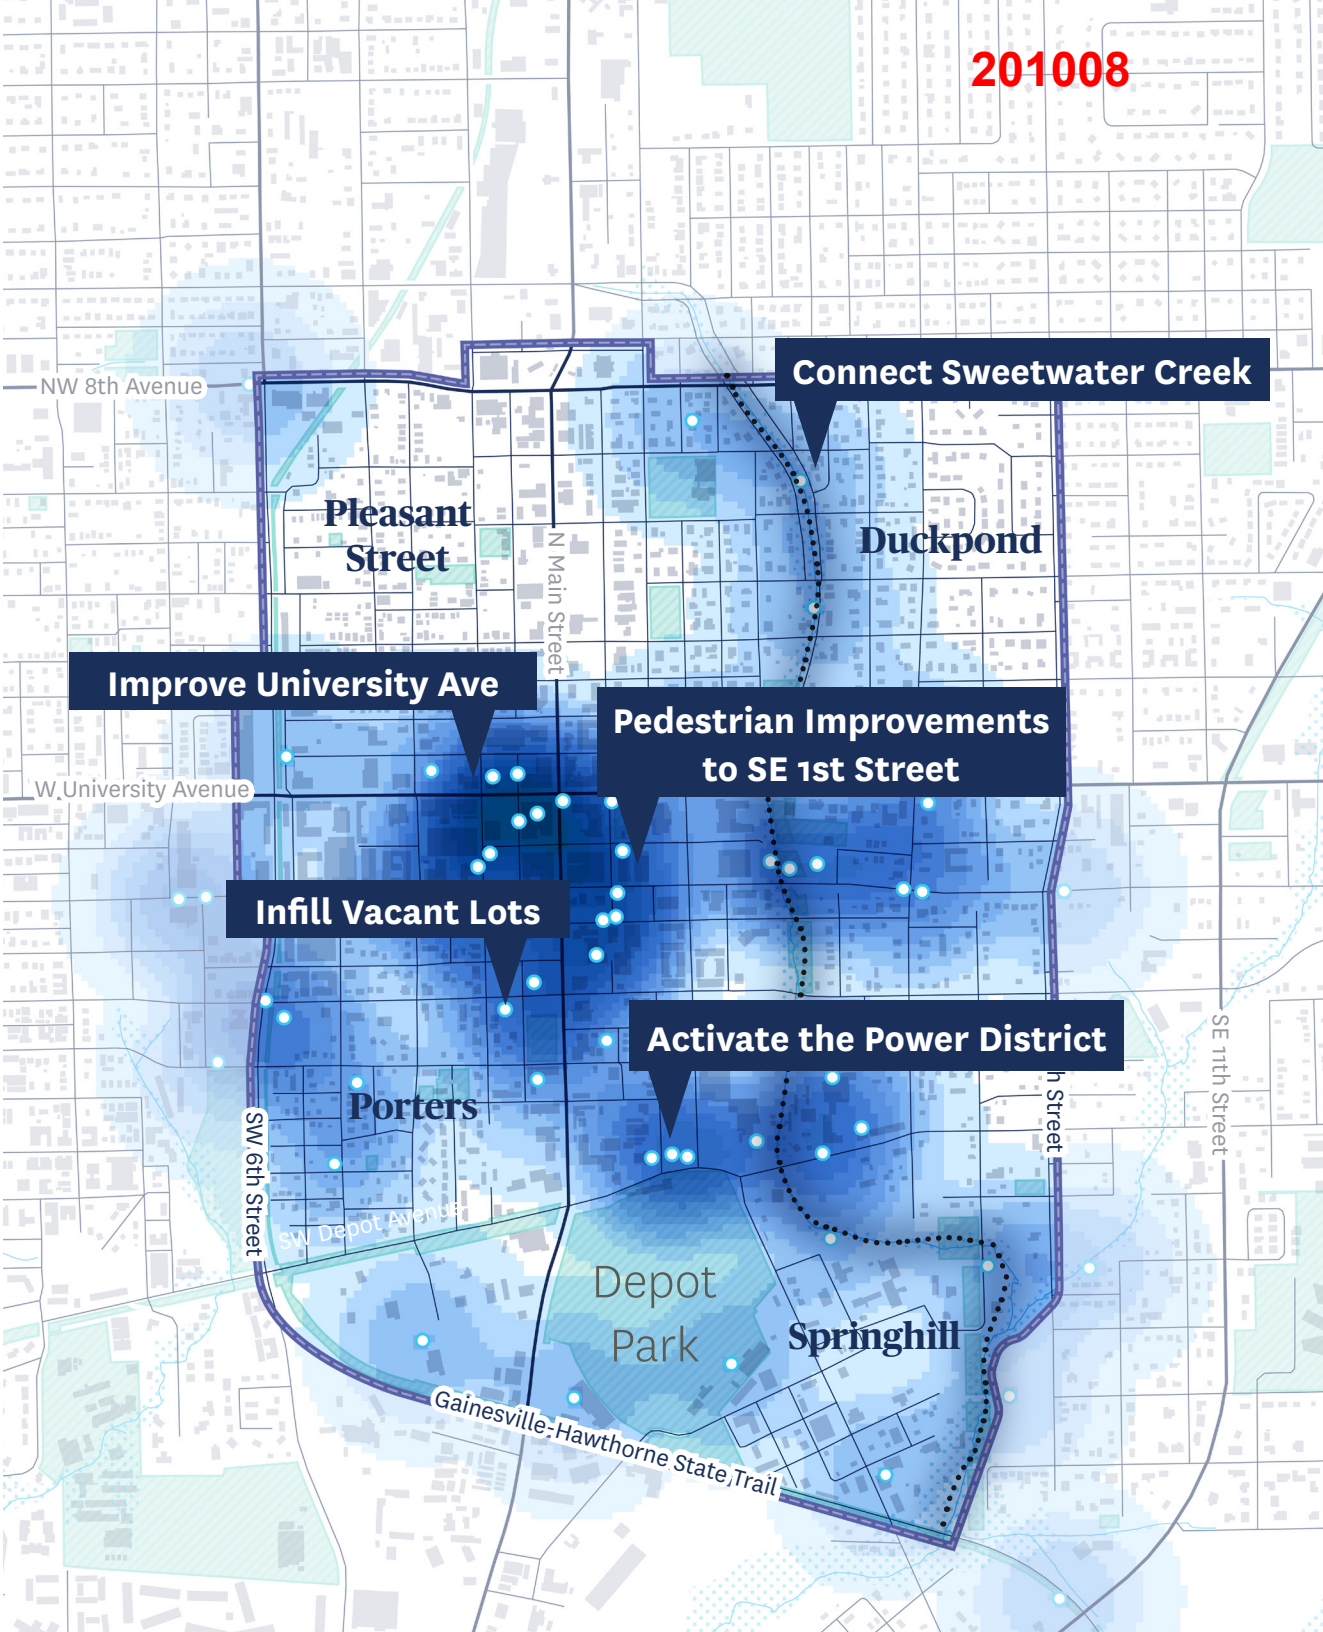 201008
Connect Sweetwater Creek
NW 8th Avenue
Pleasant
Street
Duckpond
N Main Street
Improve University Ave
Pedestrian Improvements
to SE 1st Street
W University Avenue
Infill Vacant Lots
Activate the Power District
SE 11th Street
h Street
Porters
SW 6th Street
SW Depot Avenue
Depot
Park
Springhill
Gainesville-Hawthorne State Trail